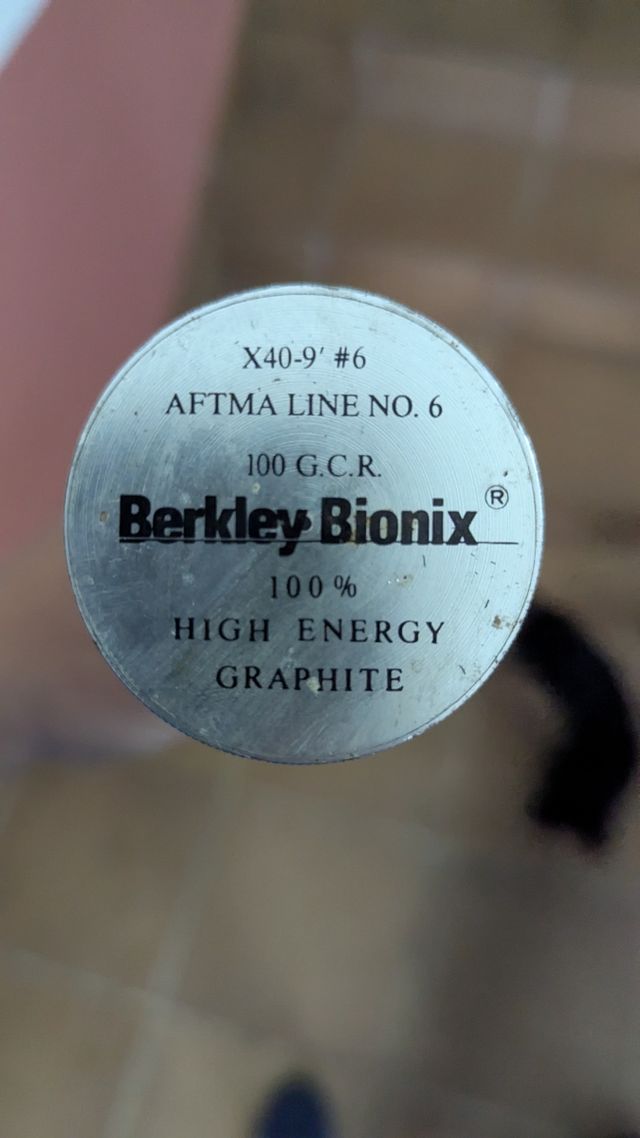 X40-9' #6
AFTMA LINE NO. 6
100 G.C.R.
Berkley Bionix®
100%
HIGH ENERGY
GRAPHITE